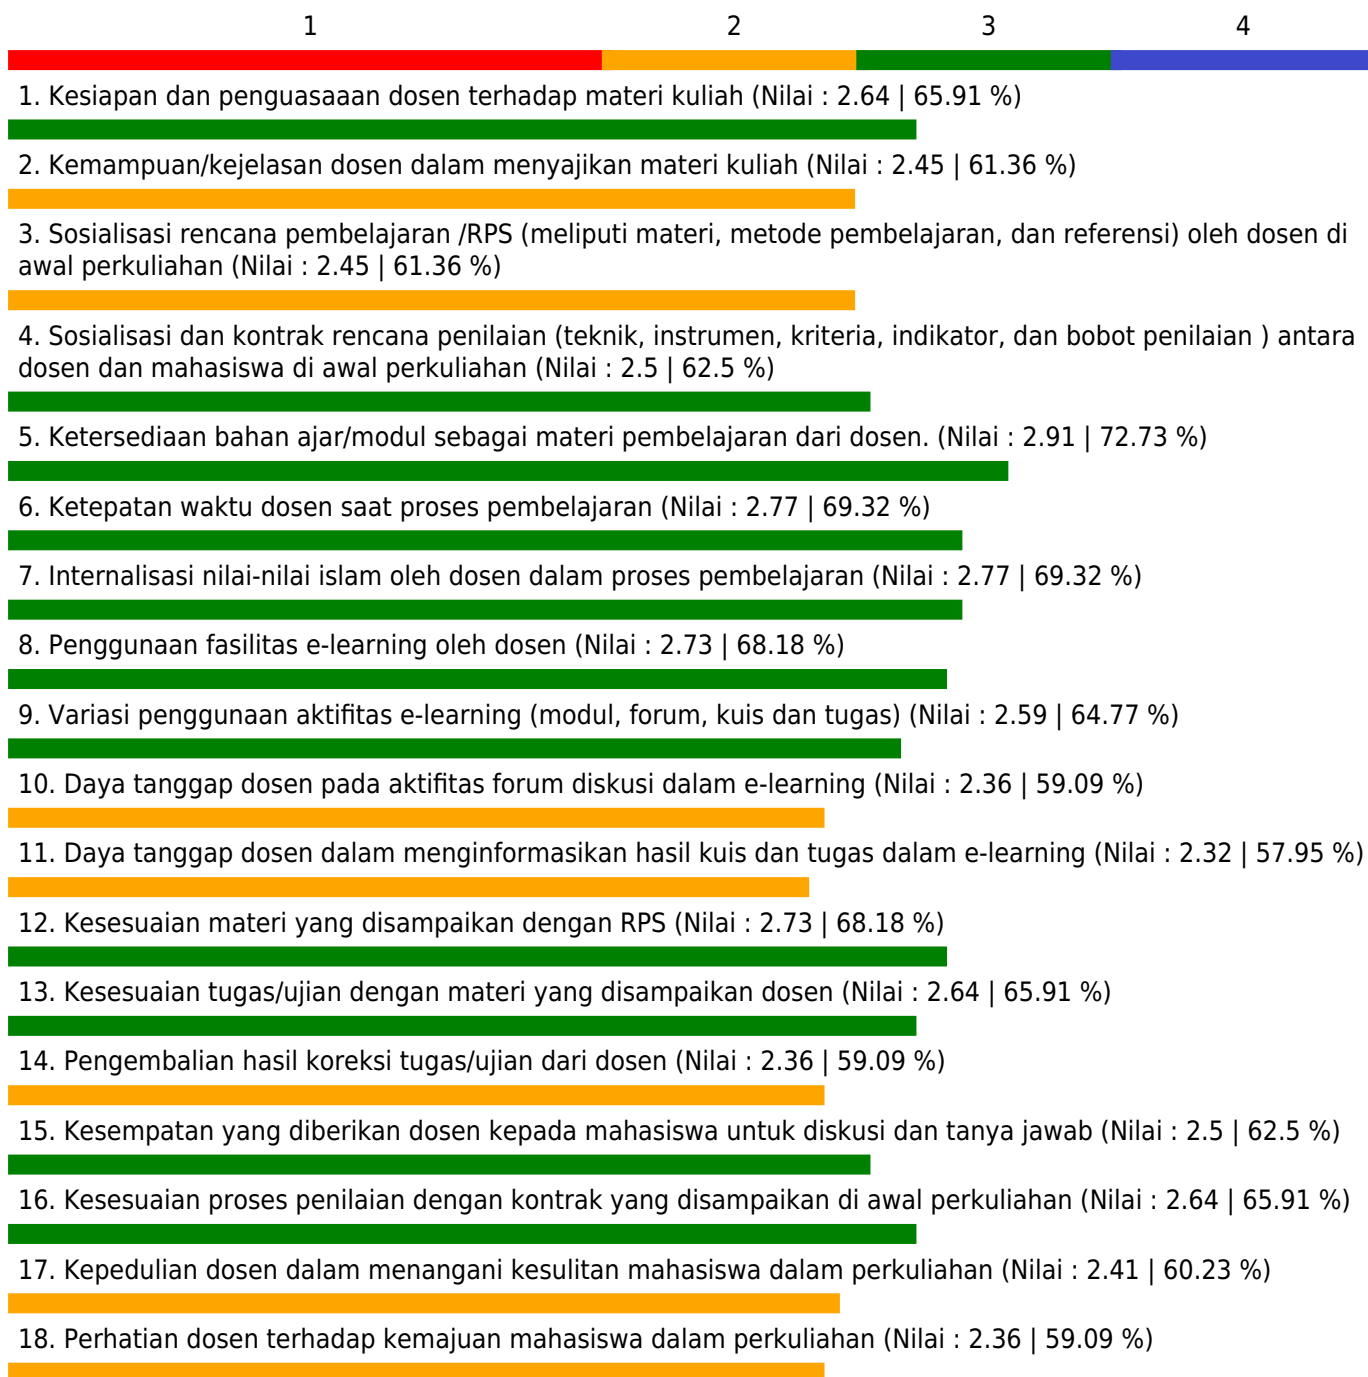 1 2 3 4
1. Kesiapan dan penguasaaan dosen terhadap materi kuliah (Nilai : 2.64 | 65.91 %)
2. Kemampuan/kejelasan dosen dalam menyajikan materi kuliah (Nilai : 2.45 | 61.36 %)
3. Sosialisasi rencana pembelajaran /RPS (meliputi materi, metode pembelajaran, dan referensi) oleh dosen di
awal perkuliahan (Nilai : 2.45 | 61.36 %)
4. Sosialisasi dan kontrak rencana penilaian (teknik, instrumen, kriteria, indikator, dan bobot penilaian ) antara
dosen dan mahasiswa di awal perkuliahan (Nilai : 2.5 | 62.5 %)
5. Ketersediaan bahan ajar/modul sebagai materi pembelajaran dari dosen. (Nilai : 2.91 | 72.73 %)
6. Ketepatan waktu dosen saat proses pembelajaran (Nilai : 2.77 | 69.32 %)
7. Internalisasi nilai-nilai islam oleh dosen dalam proses pembelajaran (Nilai : 2.77 | 69.32 %)
8. Penggunaan fasilitas e-learning oleh dosen (Nilai : 2.73 | 68.18 %)
9. Variasi penggunaan aktifitas e-learning (modul, forum, kuis dan tugas) (Nilai : 2.59 | 64.77 %)
10. Daya tanggap dosen pada aktifitas forum diskusi dalam e-learning (Nilai : 2.36 | 59.09 %)
11. Daya tanggap dosen dalam menginformasikan hasil kuis dan tugas dalam e-learning (Nilai : 2.32 | 57.95 %)
12. Kesesuaian materi yang disampaikan dengan RPS (Nilai : 2.73 | 68.18 %)
13. Kesesuaian tugas/ujian dengan materi yang disampaikan dosen (Nilai : 2.64 | 65.91 %)
14. Pengembalian hasil koreksi tugas/ujian dari dosen (Nilai : 2.36 | 59.09 %)
15. Kesempatan yang diberikan dosen kepada mahasiswa untuk diskusi dan tanya jawab (Nilai : 2.5 | 62.5 %)
16. Kesesuaian proses penilaian dengan kontrak yang disampaikan di awal perkuliahan (Nilai : 2.64 | 65.91 %)
17. Kepedulian dosen dalam menangani kesulitan mahasiswa dalam perkuliahan (Nilai : 2.41 | 60.23 %)
18. Perhatian dosen terhadap kemajuan mahasiswa dalam perkuliahan (Nilai : 2.36 | 59.09 %)